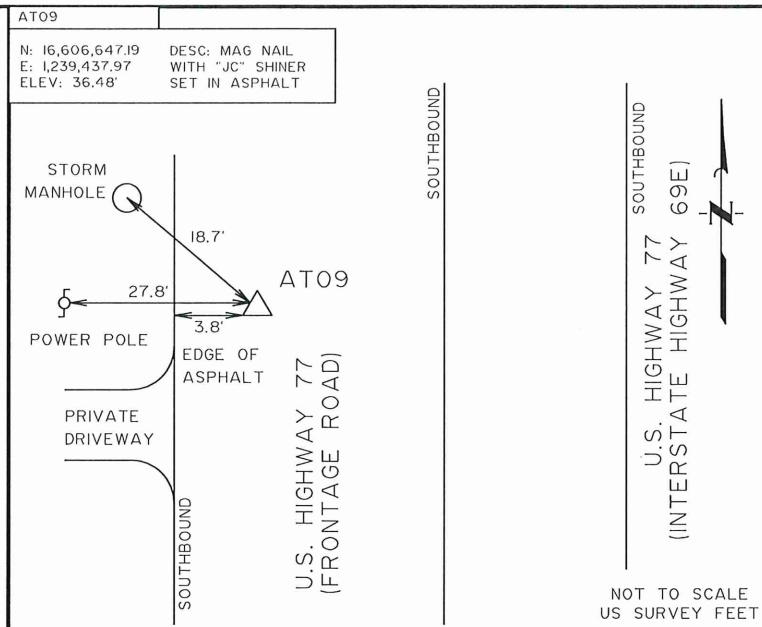 AT09
N: 16,606,647.19
E: 1,239,437.97
ELEV: 36.48'
DESC: MAG NAIL
WITH "JC" SHINER
SET IN ASPHALT
STORM
MANHOLE
18.7'
27.8'
AT09
3.8'
POWER POLE
EDGE OF
ASPHALT
PRIVATE
DRIVEWAY
SOUTHBOUND
U.S. HIGHWAY 77
(FRONTAGE ROAD)
SOUTHBOUND
SOUTHBOUND
U.S. HIGHWAY 77
(INTERSTATE HIGHWAY 69E)
N
NOT TO SCALE
US SURVEY FEET